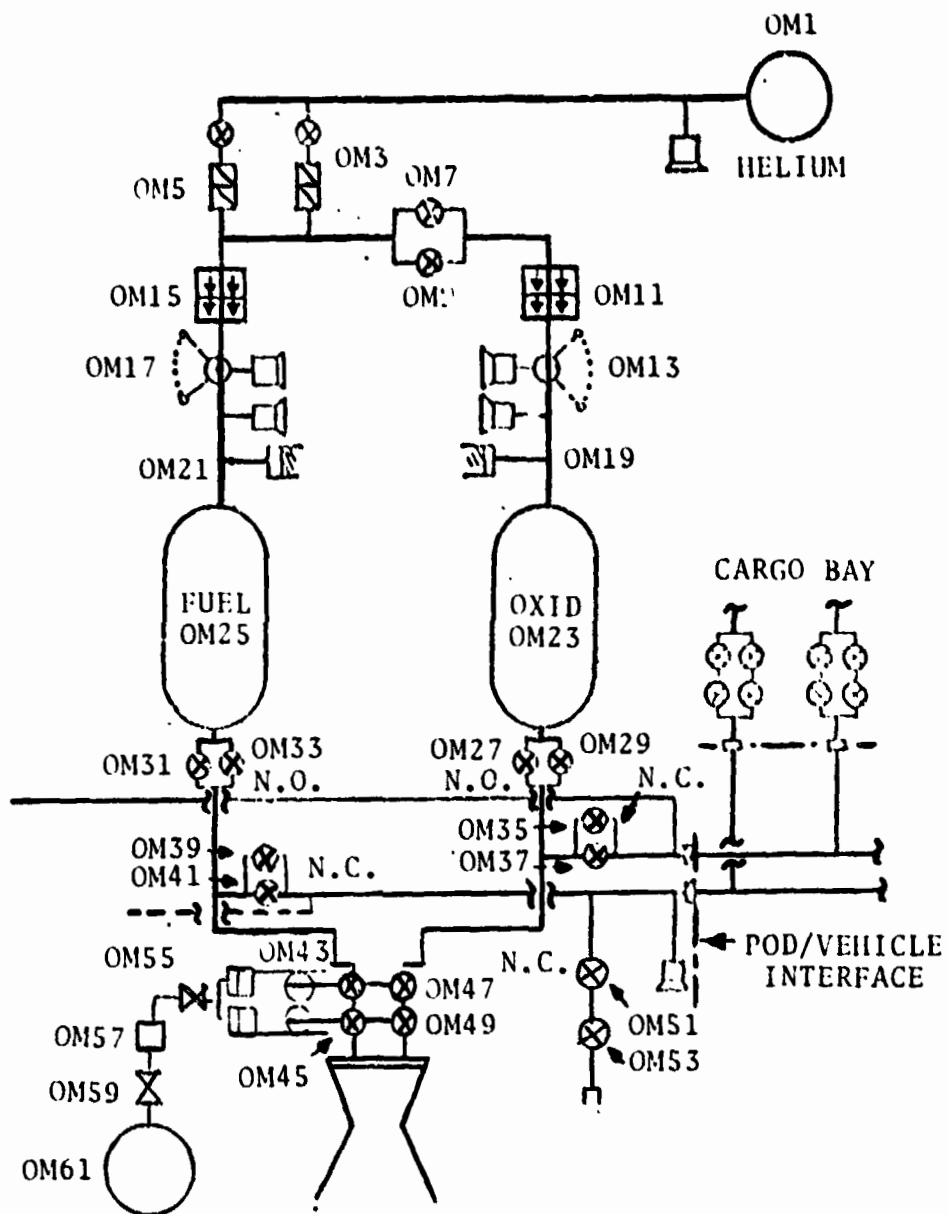 OM1
HELIUM
OM3
OM5
OM7
OM15
OM11
OM17
OM13
OM21
OM19
FUEL
OM25
OXID
OM23
CARGO BAY
OM31
OM33
N.O.
OM27
N.O.
OM29
N.C.
OM35
OM37
OM39
OM41
N.C.
POD/VEHICLE
INTERFACE
OM55
OM43
OM47
N.C.
OM49
OM51
OM57
OM45
OM53
OM59
OM61